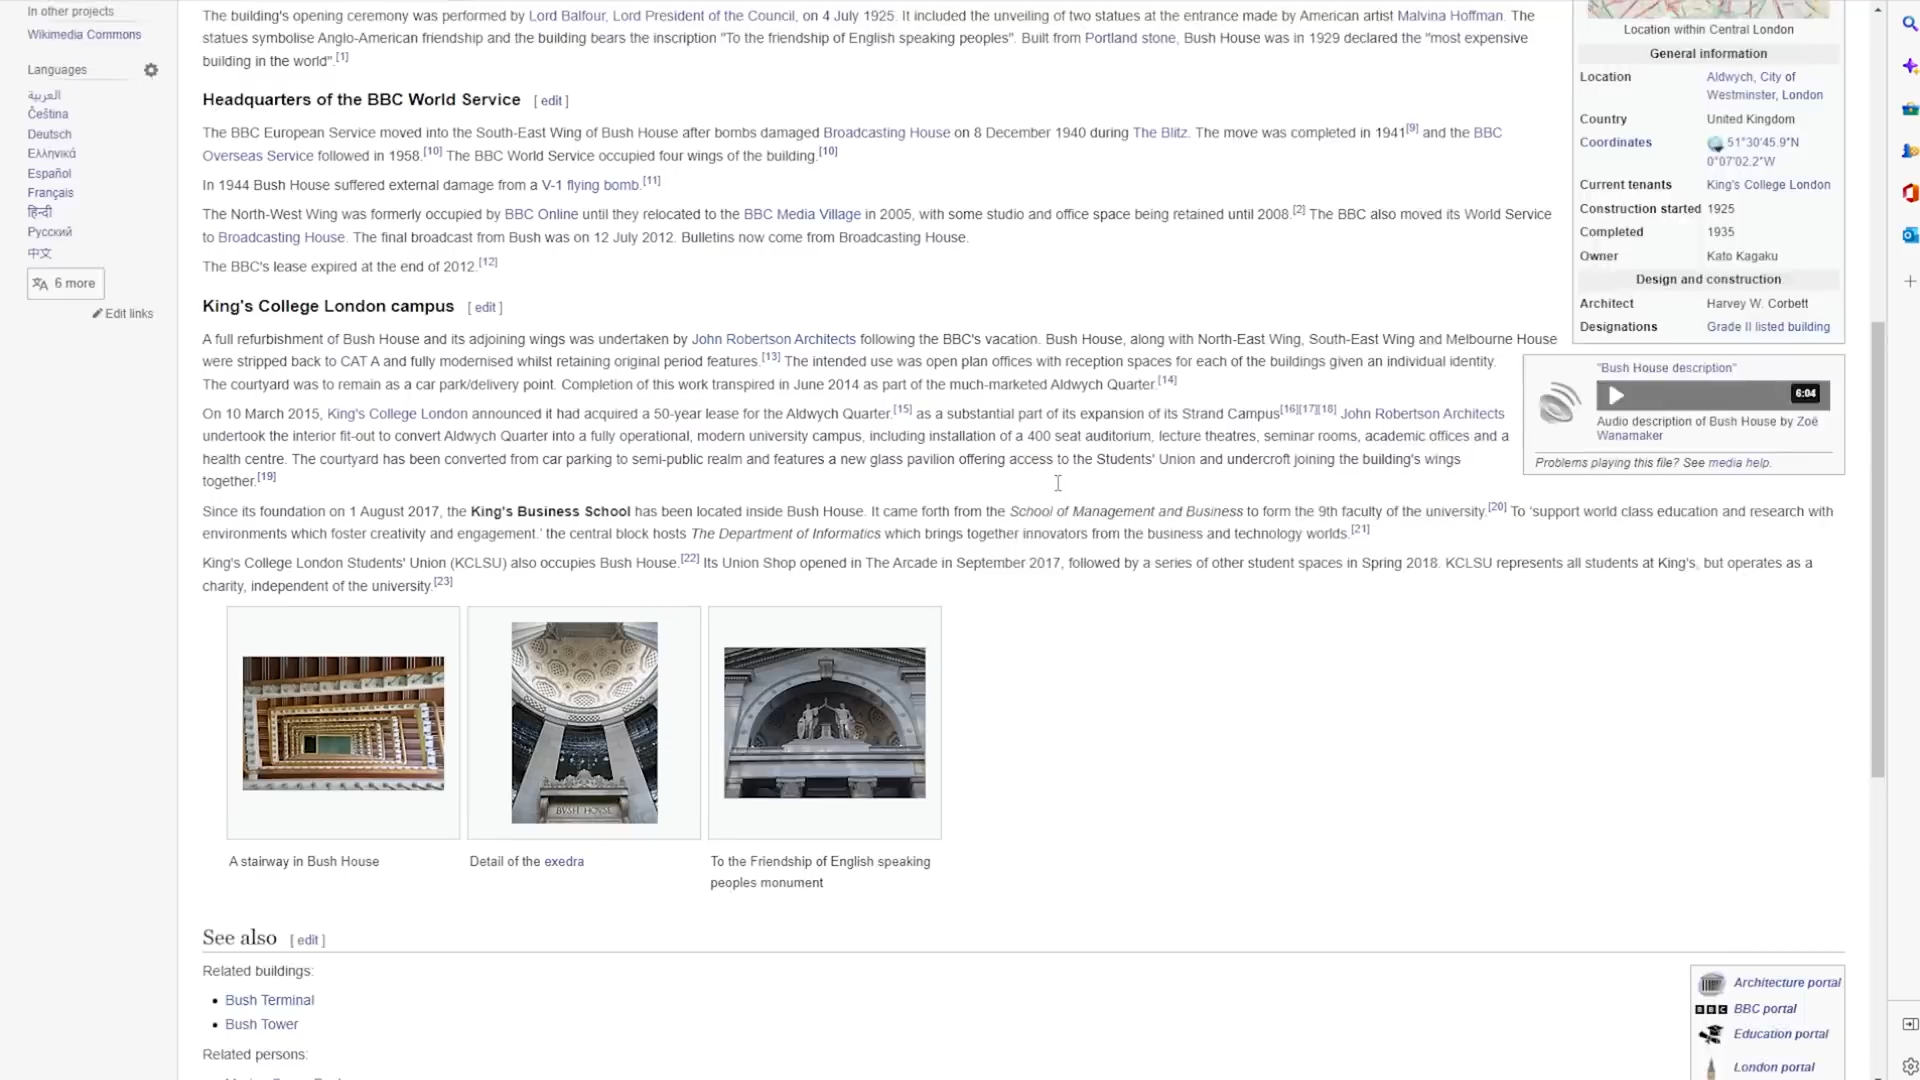 In other projects
Wikimedia Commons
Languages
العربية
Čeština
Deutsch
Ελληνικά
Español
Français
हिन्दी
Русский
中文
6 more
Edit links
The building's opening ceremony was performed by Lord Balfour, Lord President of the Council, on 4 July 1925. It included the unveiling of two statues at the entrance made by American artist Malvina Hoffman. The
statues symbolise Anglo-American friendship and the building bears the inscription "To the friendship of English speaking peoples". Built from Portland stone, Bush House was in 1929 declared the "most expensive
building in the world".[1]
Headquarters of the BBC World Service [ edit ]
The BBC European Service moved into the South-East Wing of Bush House after bombs damaged Broadcasting House on 8 December 1940 during The Blitz. The move was completed in 1941[9] and the BBC
Overseas Service followed in 1958.[10] The BBC World Service occupied four wings of the building.[10]
In 1944 Bush House suffered external damage from a V-1 flying bomb.[11]
The North-West Wing was formerly occupied by BBC Online until they relocated to the BBC Media Village in 2005, with some studio and office space being retained until 2008.[2] The BBC also moved its World Service
to Broadcasting House. The final broadcast from Bush was on 12 July 2012. Bulletins now come from Broadcasting House.
The BBC's lease expired at the end of 2012.[12]
King's College London campus [ edit ]
A full refurbishment of Bush House and its adjoining wings was undertaken by John Robertson Architects following the BBC's vacation. Bush House, along with North-East Wing, South-East Wing and Melbourne House
were stripped back to CAT A and fully modernised whilst retaining original period features.[13] The intended use was open plan offices with reception spaces for each of the buildings given an individual identity.
The courtyard was to remain as a car park/delivery point. Completion of this work transpired in June 2014 as part of the much-marketed Aldwych Quarter.[14]
On 10 March 2015, King's College London announced it had acquired a 50-year lease for the Aldwych Quarter.[15] as a substantial part of its expansion of its Strand Campus[16][17][18] John Robertson Architects
undertook the interior fit-out to convert Aldwych Quarter into a fully operational, modern university campus, including installation of a 400 seat auditorium, lecture theatres, seminar rooms, academic offices and a
health centre. The courtyard has been converted from car parking to semi-public realm and features a new glass pavilion offering access to the Students' Union and undercroft joining the building's wings
together.[19]
Since its foundation on 1 August 2017, the King's Business School has been located inside Bush House. It came forth from the School of Management and Business to form the 9th faculty of the university.[20] To 'support world class education and research with
environments which foster creativity and engagement.' the central block hosts The Department of Informatics which brings together innovators from the business and technology worlds.[21]
King's College London Students' Union (KCLSU) also occupies Bush House.[22] Its Union Shop opened in The Arcade in September 2017, followed by a series of other student spaces in Spring 2018. KCLSU represents all students at King's, but operates as a
charity, independent of the university.[23]
BVSH HOVSE
A stairway in Bush House
Detail of the exedra
To the Friendship of English speaking
peoples monument
See also [ edit ]
Related buildings:
• Bush Terminal
• Bush Tower
Related persons:
Location within Central London
General information
Location Aldwych, City of
Westminster, London
Country United Kingdom
Coordinates 51°30′45.9″N
0°07′02.2″W
Current tenants King's College London
Construction started 1925
Completed 1935
Owner Kato Kagaku
Design and construction
Architect Harvey W. Corbett
Designations Grade II listed building
"Bush House description"
6:04
Audio description of Bush House by Zoë
Wanamaker
Problems playing this file? See media help.
Architecture portal
BBC BBC portal
Education portal
London portal